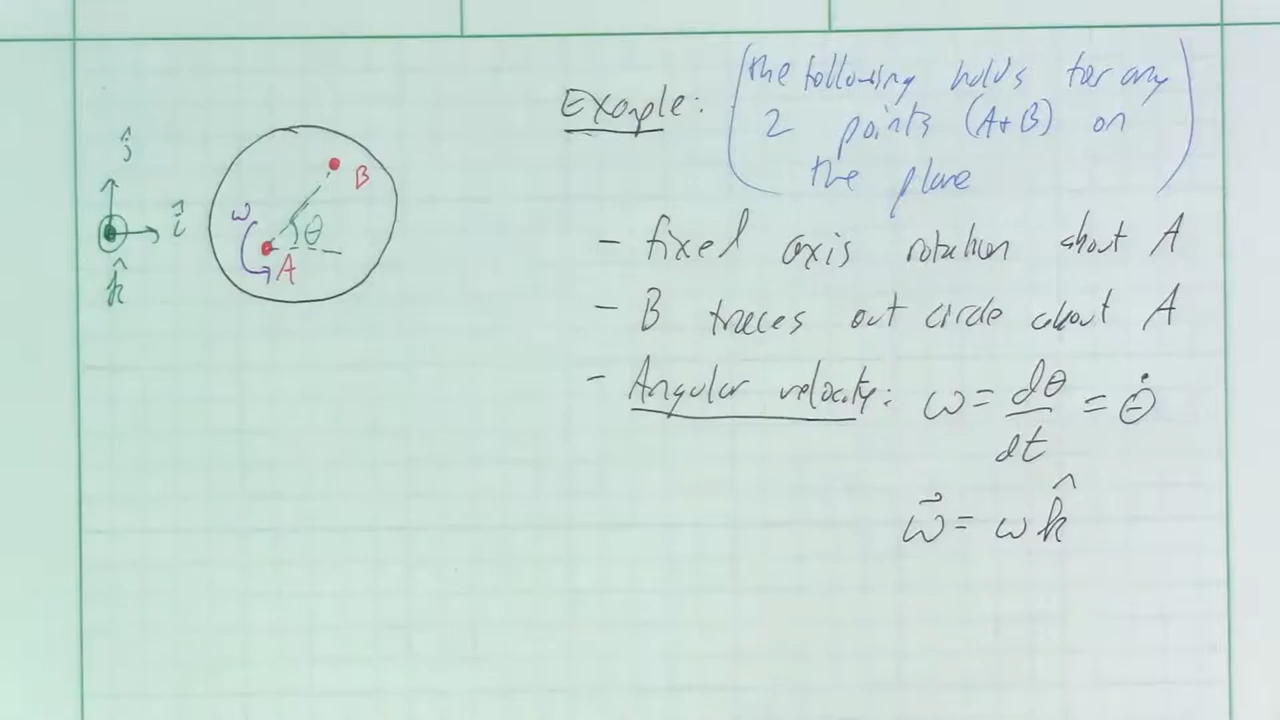 ĵ
î
k̂
ω
θ
A
B
Example: (the following holds for any
2 points (A+B) on
the plane)
- fixed axis rotation about A
- B traces out circle about A
- Angular velocity: ω = dθ/dt = θ̇
ω⃗ = ω k̂